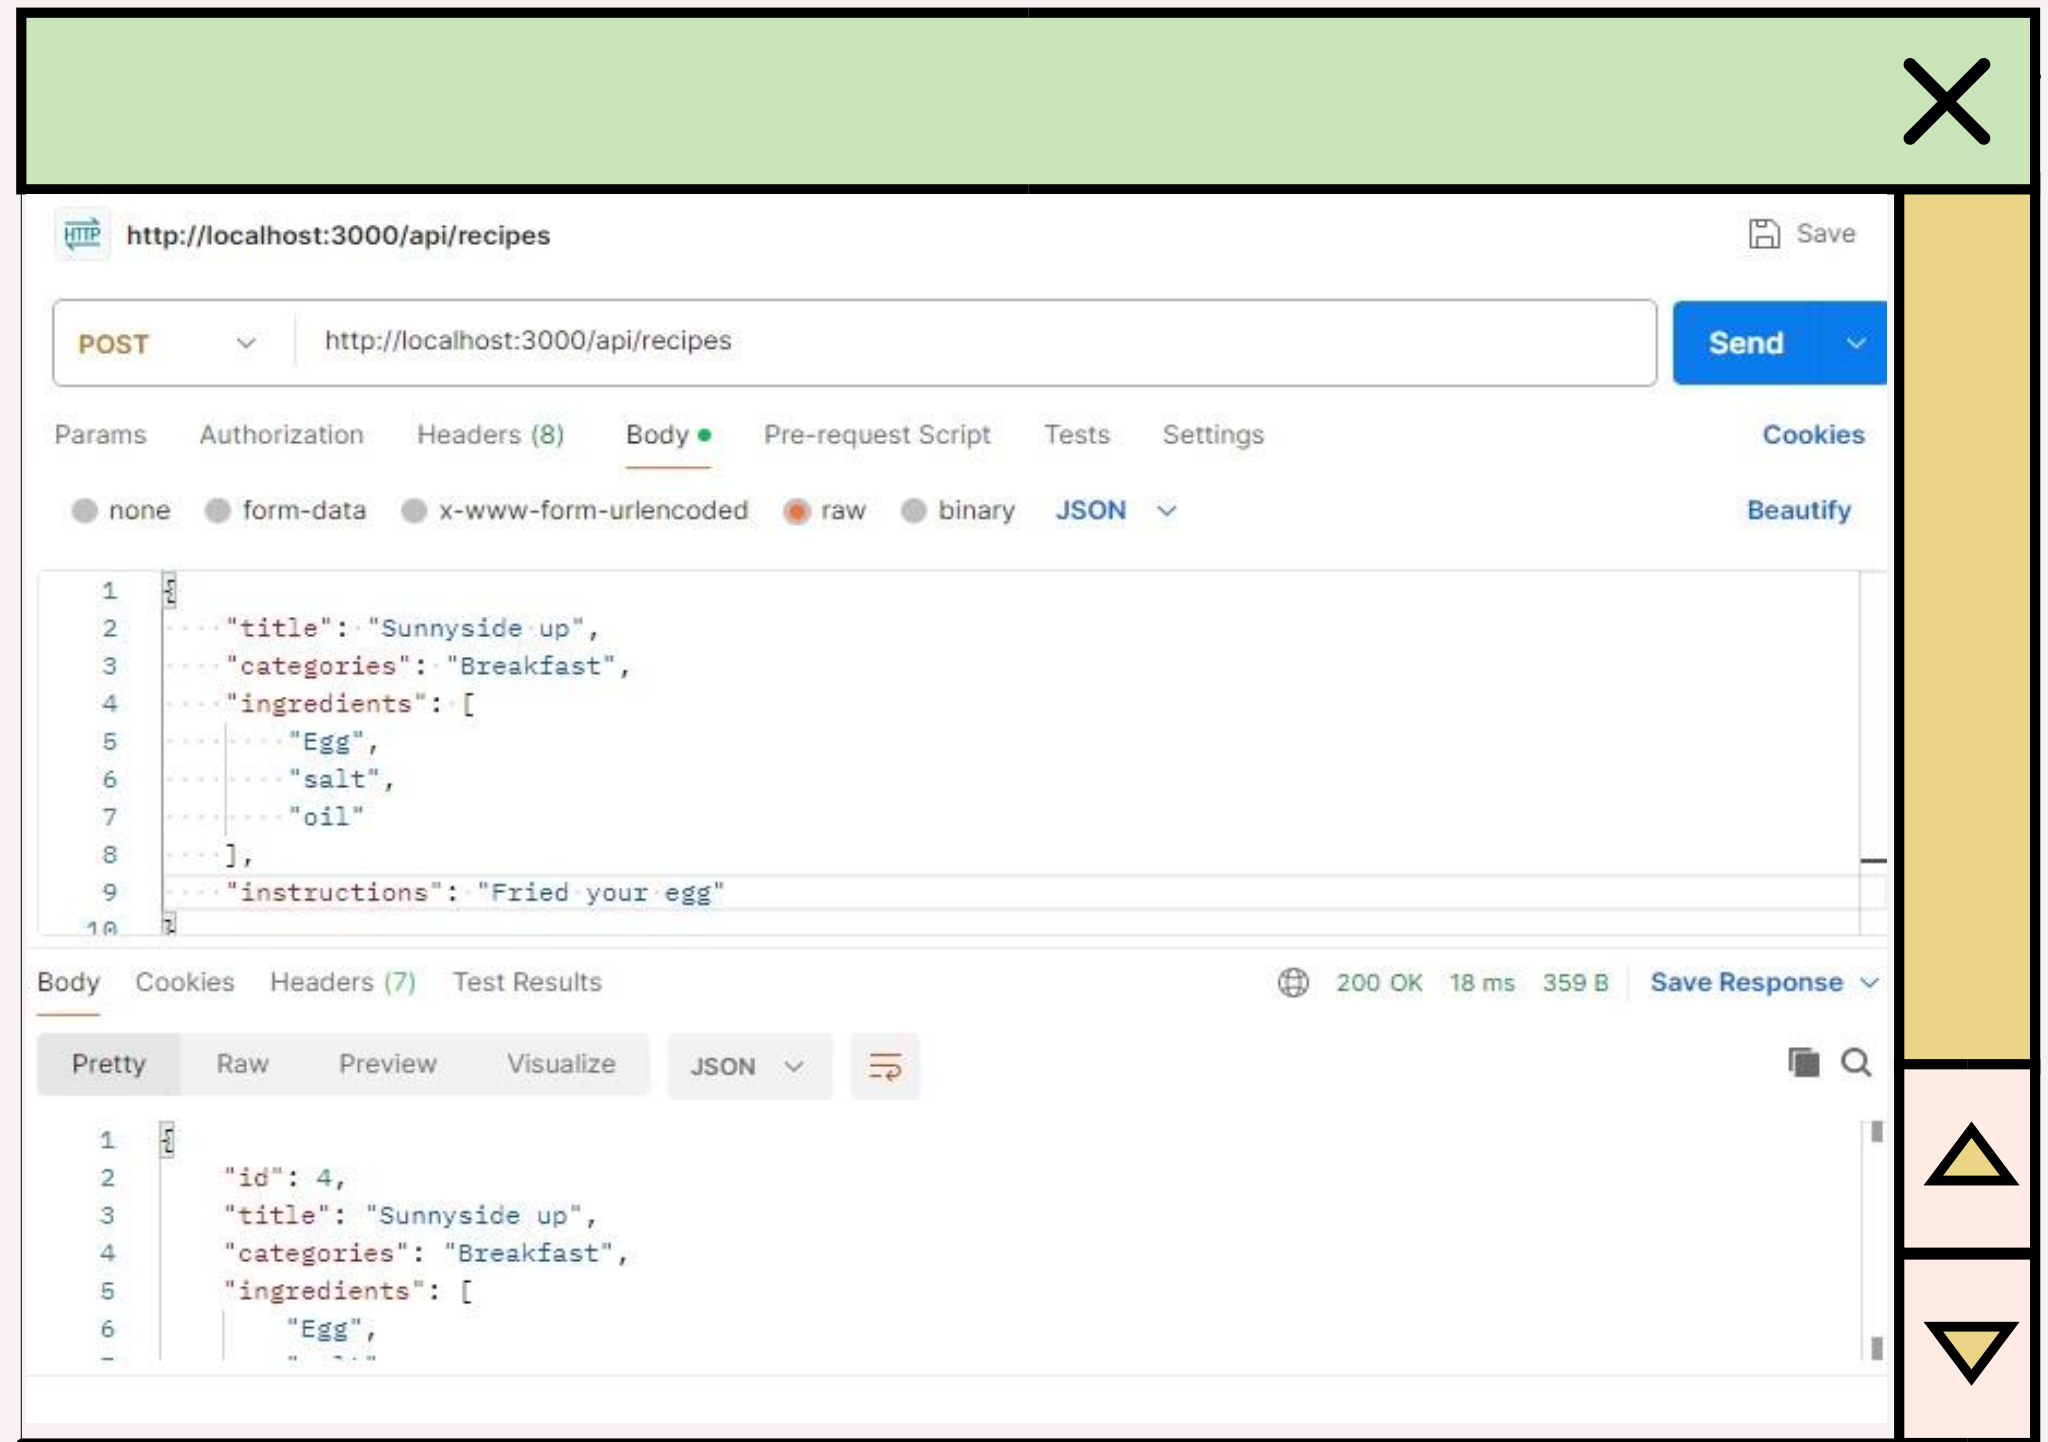 HTTP http://localhost:3000/api/recipes Save
POST http://localhost:3000/api/recipes Send
Params Authorization Headers (8) Body Pre-request Script Tests Settings Cookies
none form-data x-www-form-urlencoded raw binary JSON Beautify
1 {
2 "title": "Sunnyside up",
3 "categories": "Breakfast",
4 "ingredients": [
5 "Egg",
6 "salt",
7 "oil"
8 ],
9 "instructions": "Fried your egg"
10 }
Body Cookies Headers (7) Test Results 200 OK 18 ms 359 B Save Response
Pretty Raw Preview Visualize JSON
1 {
2 "id": 4,
3 "title": "Sunnyside up",
4 "categories": "Breakfast",
5 "ingredients": [
6 "Egg",